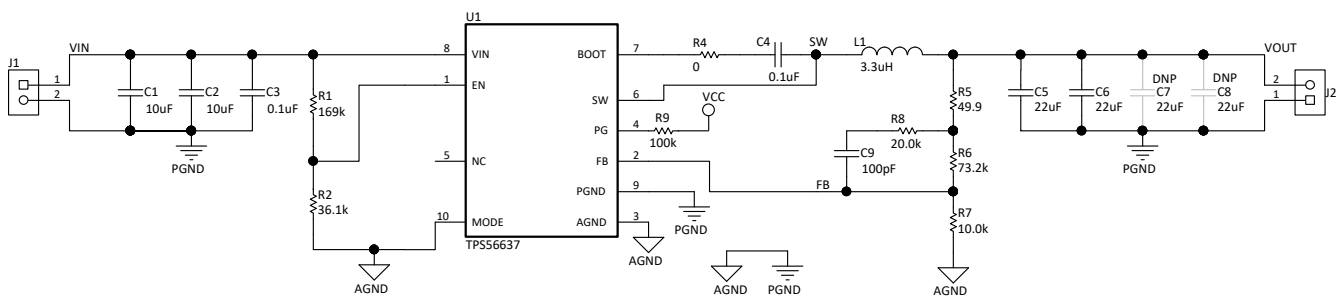 U1
VIN
J1
1
2
C1
10uF
C2
10uF
C3
0.1uF
R1
169k
R2
36.1k
PGND
AGND
8
1
5
10
VIN
EN
NC
MODE
BOOT
SW
PG
FB
PGND
AGND
7
6
4
2
9
3
TPS56637
R4
0
C4
0.1uF
SW
L1
3.3uH
VCC
R9
100k
PGND
AGND
AGND
PGND
R8
20.0k
C9
100pF
FB
R5
49.9
R6
73.2k
R7
10.0k
AGND
C5
22uF
C6
22uF
DNP
C7
22uF
DNP
C8
22uF
PGND
VOUT
2
1
J2